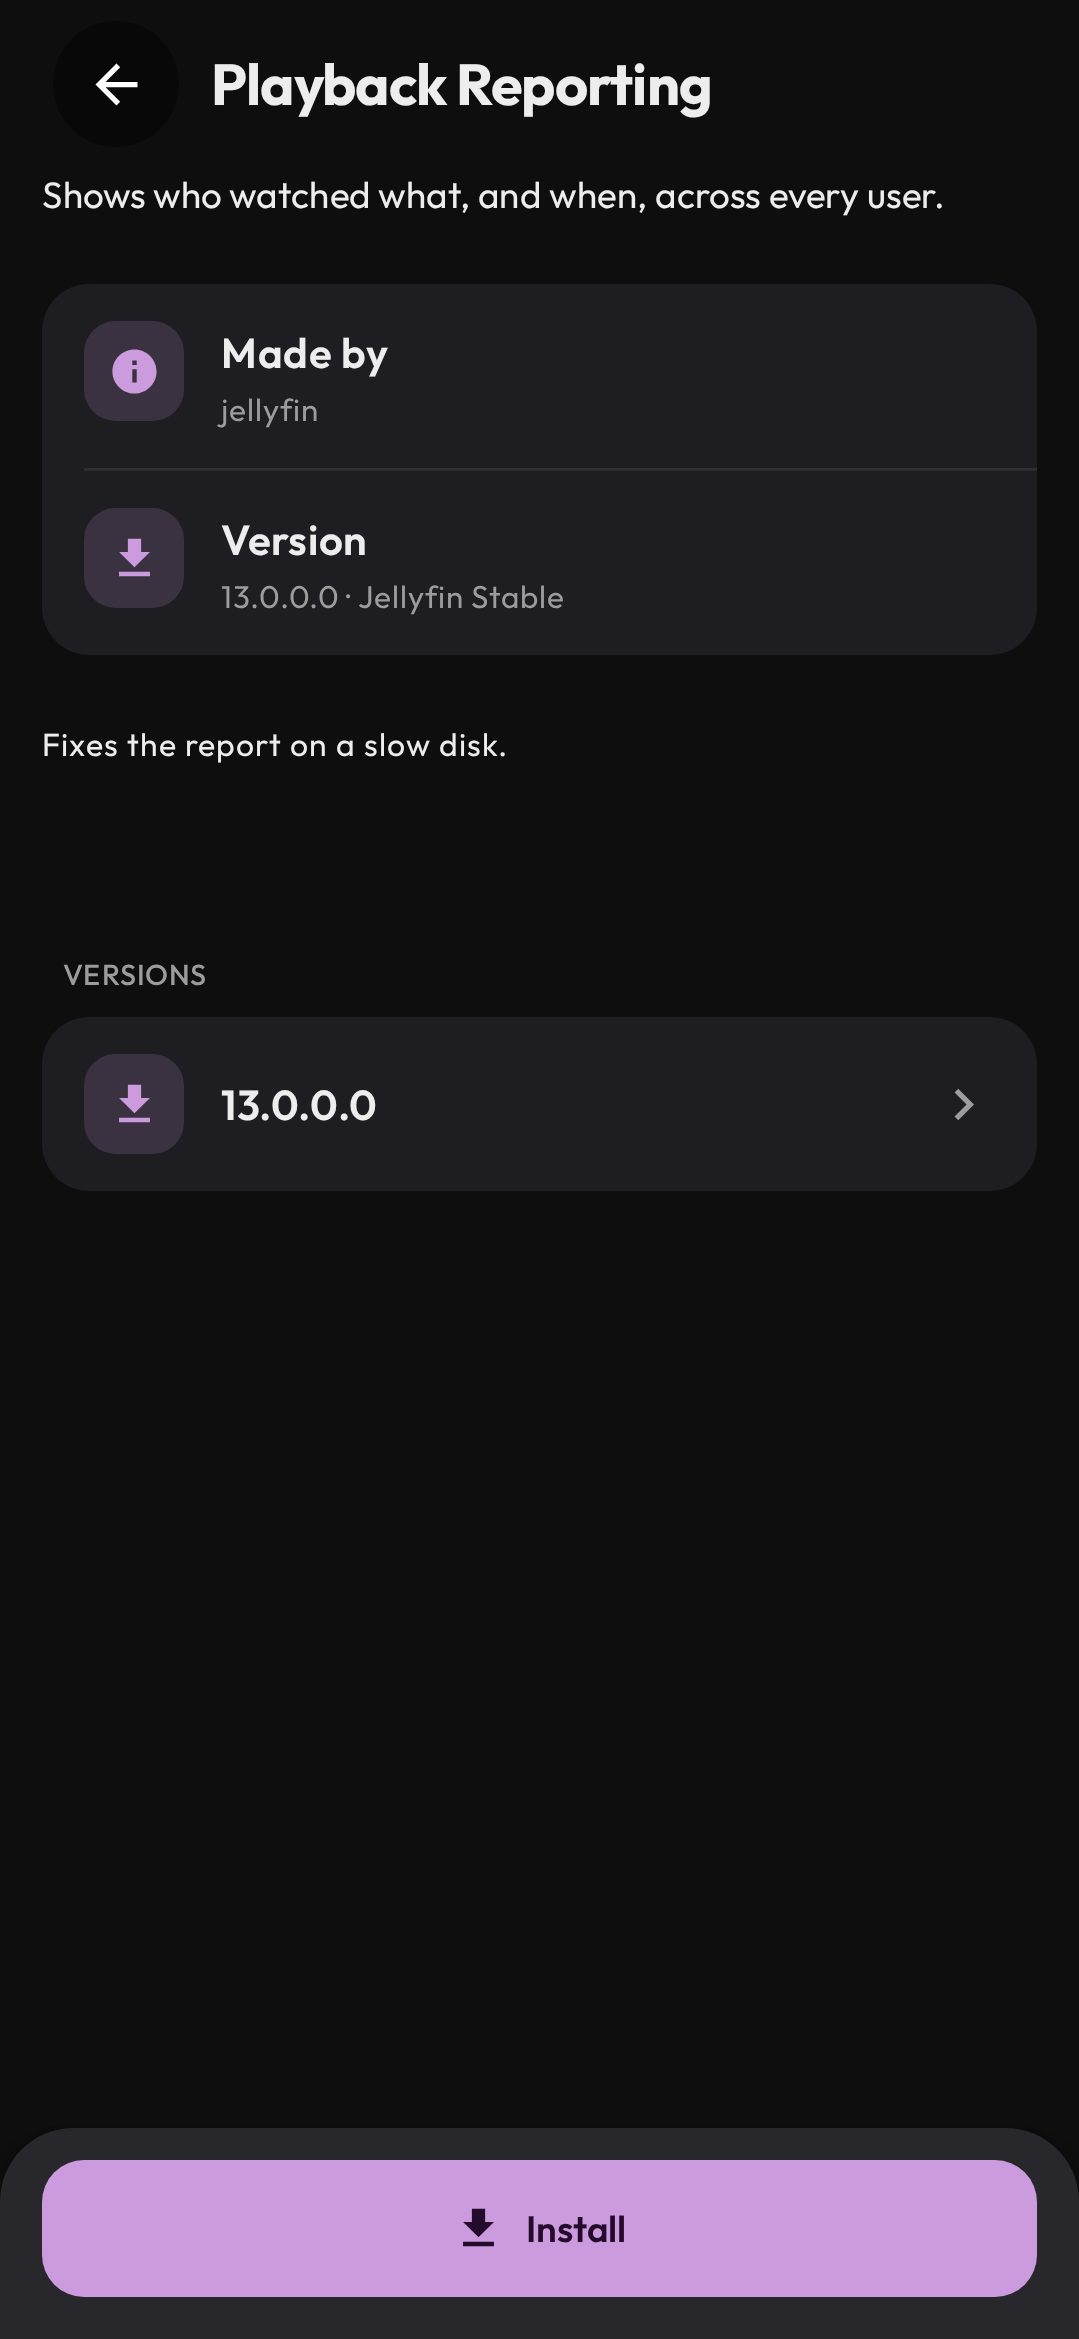 Playback Reporting
Shows who watched what, and when, across every user.
Made by
jellyfin
Version
13.0.0.0 · Jellyfin Stable
Fixes the report on a slow disk.
VERSIONS
13.0.0.0
Install